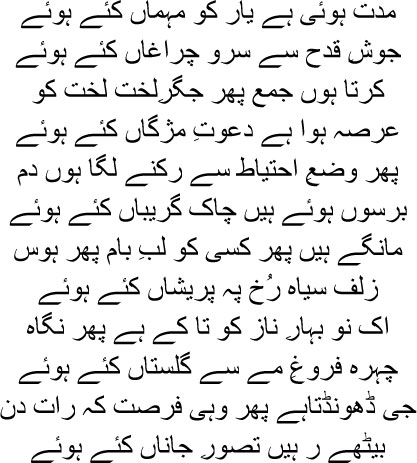 مدت ہوئی ہے یار کو مہماں کئے ہوئے
جوشِ قدح سے سرو چراغاں کئے ہوئے
کرتا ہوں جمع پھر جگرِلخت لخت کو
عرصہ ہوا ہے دعوتِ مژگاں کئے ہوئے
پھر وضعِ احتیاط سے رکنے لگا ہوں دم
برسوں ہوئے ہیں چاک گریباں کئے ہوئے
مانگے ہیں پھر کسی کو لبِ بام پھر ہوس
زلف سیاہ رُخ پہ پریشاں کئے ہوئے
اک نو بہارِ ناز کو تا کے ہے پھر نگاہ
چہرہ فروغِ مے سے گلستاں کئے ہوئے
جی ڈھونڈتاہے پھر وہی فرصت کہ رات دن
بیٹھے ر ہیں تصورِ جاناں کئے ہوئے